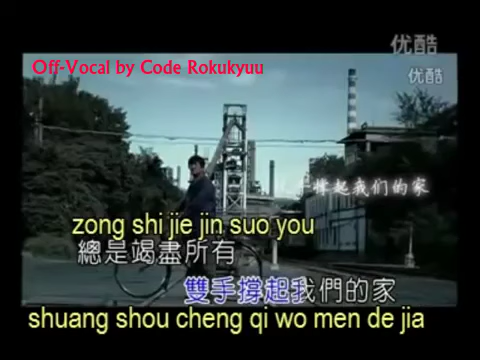 优酷
Off-Vocal by Code Rokukyuu
优酷
手撑起我们的家
zong shi jie jin suo you
總是竭盡所有
雙手撐起我們的家
shuang shou cheng qi wo men de jia